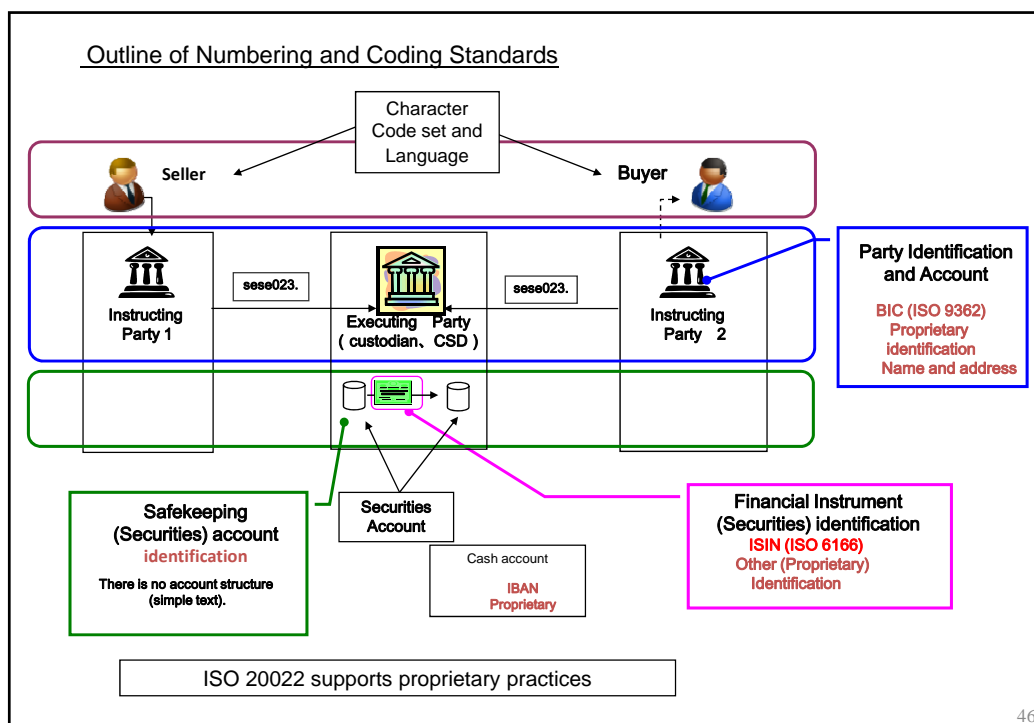 Outline of Numbering and Coding Standards
Character
Code set and
Language
Seller
Buyer
Instructing
Party 1
sese023.
Executing Party
( custodian、CSD )
sese023.
Instructing
Party 2
Party Identification
and Account
BIC (ISO 9362)
Proprietary
identification
Name and address
Safekeeping
(Securities) account
identification
There is no account structure
(simple text).
Securities
Account
Cash account
IBAN
Proprietary
Financial Instrument
(Securities) identification
ISIN (ISO 6166)
Other (Proprietary)
Identification
ISO 20022 supports proprietary practices
46